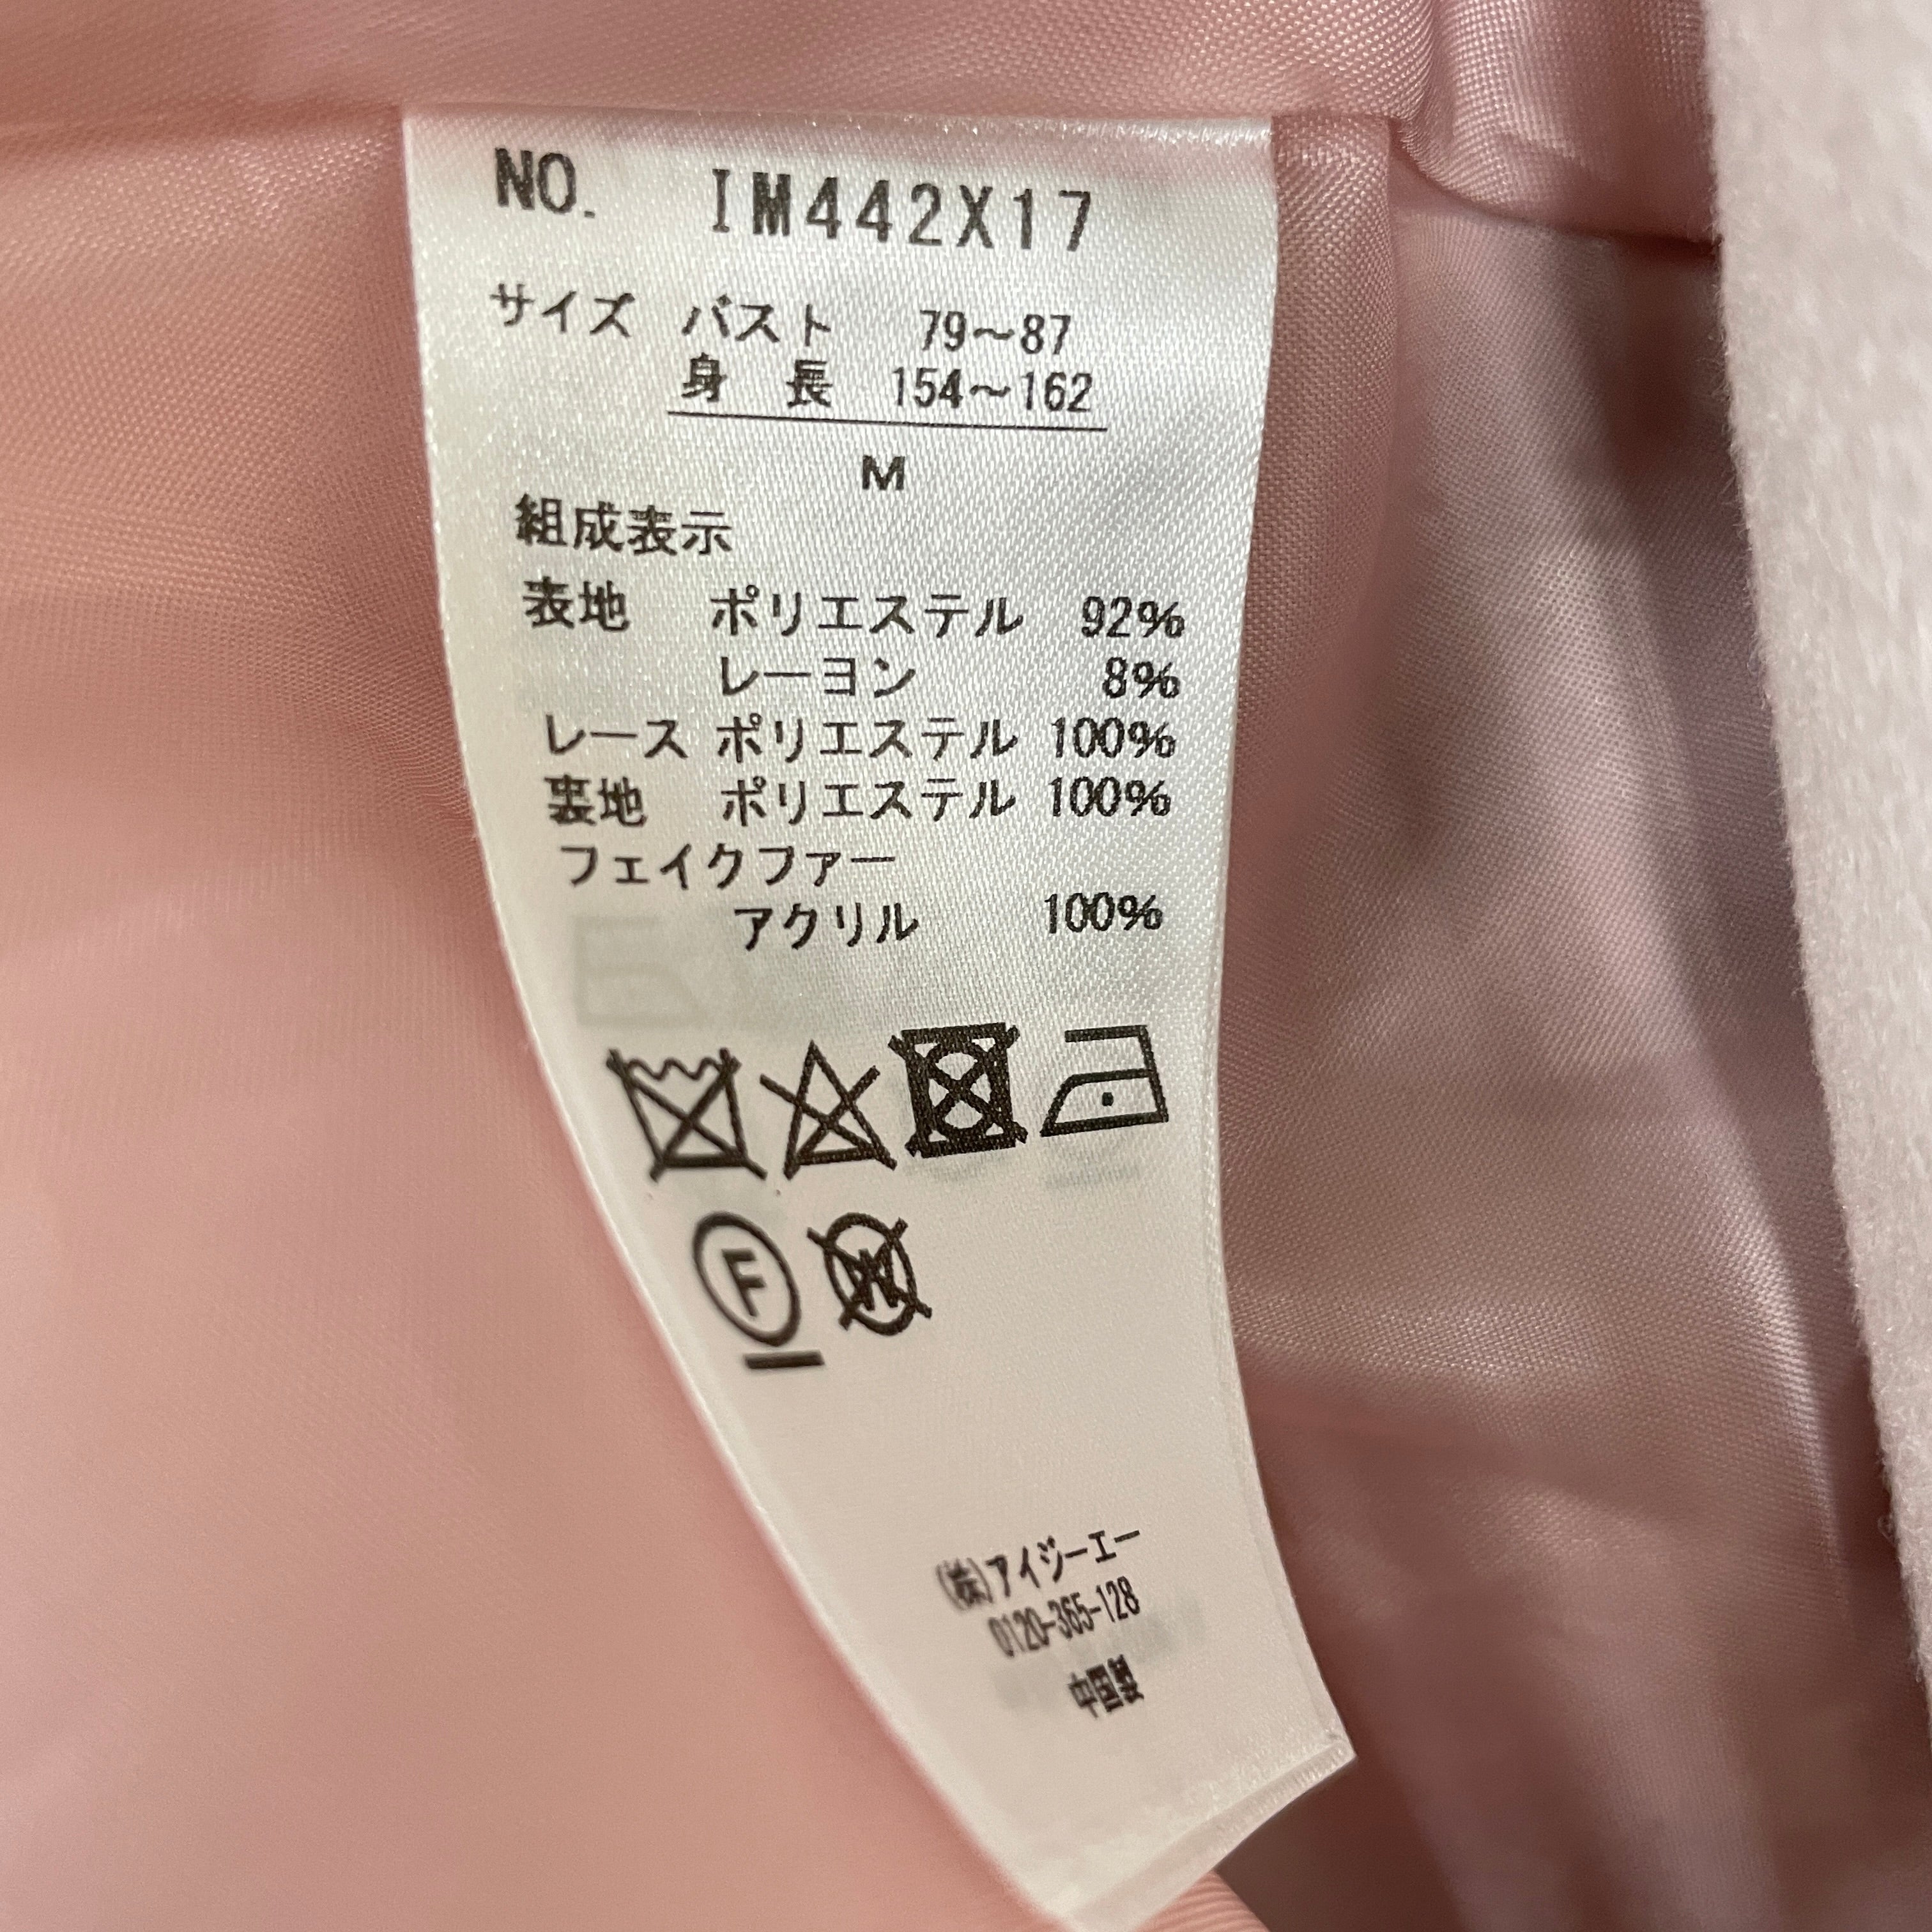 NO. IM442X17
サイズ バスト 79～87
身 長 154～162
M
組成表示
表地 ポリエステル 92%
レーヨン 8%
レース ポリエステル 100%
裏地 ポリエステル 100%
フェイクファー
アクリル 100%
F W
(株)アイジーエー
0120-365-128
中国製